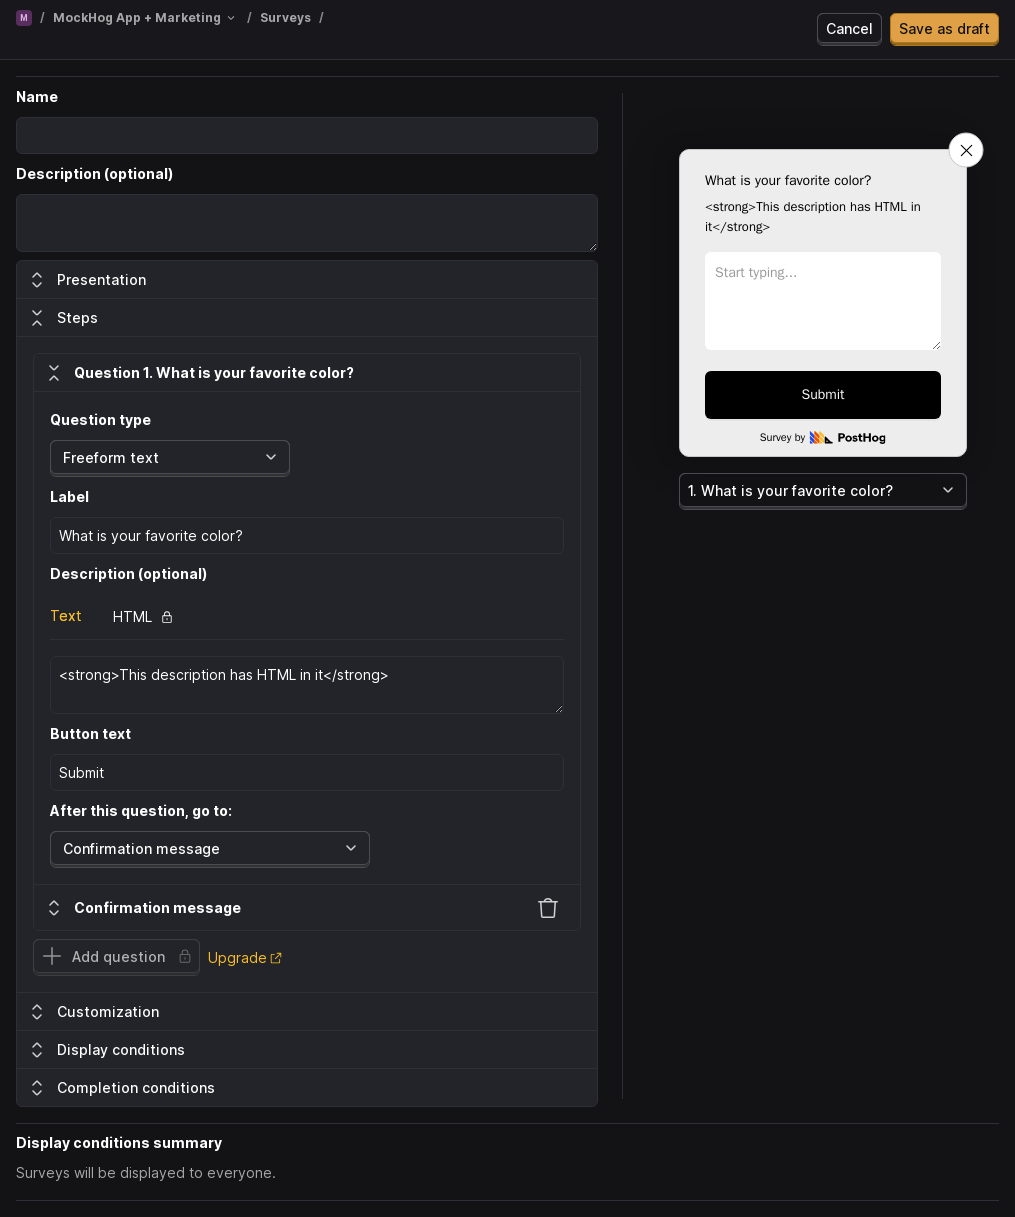 M / MockHog App + Marketing / Surveys /
Cancel
Save as draft
Name
Description (optional)
Presentation
Steps
Question 1. What is your favorite color?
Question type
Freeform text
Label
What is your favorite color?
Description (optional)
Text HTML
<strong>This description has HTML in it</strong>
Button text
Submit
After this question, go to:
Confirmation message
Confirmation message
Add question Upgrade
Customization
Display conditions
Completion conditions
What is your favorite color?
<strong>This description has HTML in
it</strong>
Start typing...
Submit
Survey by PostHog
1. What is your favorite color?
Display conditions summary
Surveys will be displayed to everyone.